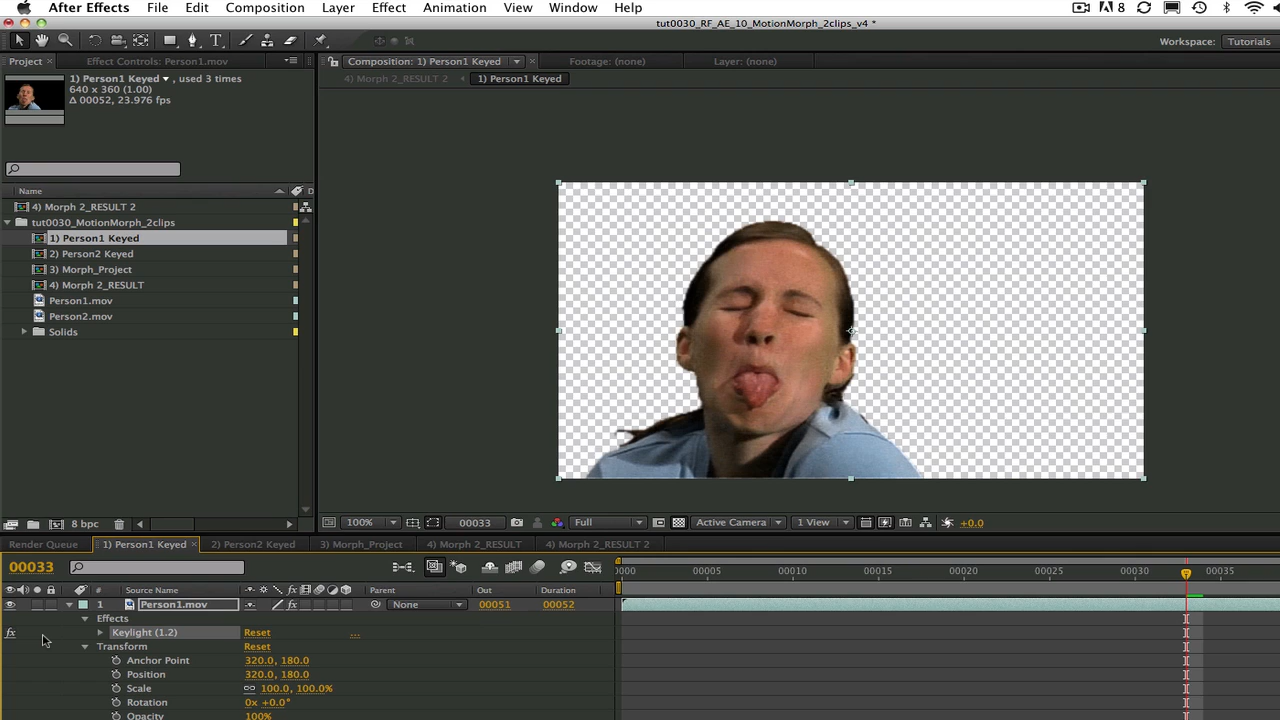 After Effects File Edit Composition Layer Effect Animation View Window Help 8
tut0030_RF_AE_10_MotionMorph_2clips_v4 *
Workspace: Tutorials
Project Effect Controls: Person1.mov
Composition: 1) Person1 Keyed Footage: (none) Layer: (none)
4) Morph 2_RESULT 2 1) Person1 Keyed
1) Person1 Keyed , used 3 times
640 x 360 (1.00)
Δ 00052, 23.976 fps
Name D
4) Morph 2_RESULT 2
tut0030_MotionMorph_2clips
1) Person1 Keyed
2) Person2 Keyed
3) Morph_Project
4) Morph 2_RESULT
Person1.mov
Person2.mov
Solids
8 bpc
100% 00033 Full Active Camera 1 View +0.0
Render Queue 1) Person1 Keyed 2) Person2 Keyed 3) Morph_Project 4) Morph 2_RESULT 4) Morph 2_RESULT 2
00033
0000 00005 00010 00015 00020 00025 00030 00035
# Source Name fx Parent In Out Duration
1 Person1.mov fx None 00051 00052
Effects
fx Keylight (1.2) Reset ...
Transform Reset
Anchor Point 320.0, 180.0
Position 320.0, 180.0
Scale 100.0, 100.0%
Rotation 0x +0.0°
Opacity 100%